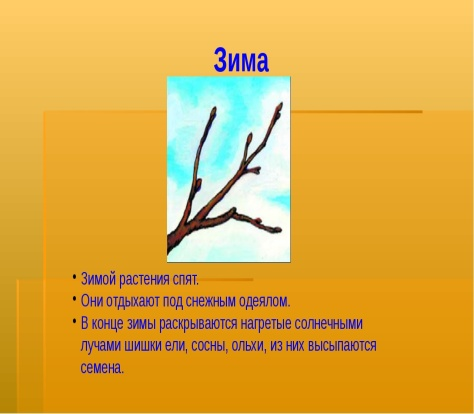 Зима
• Зимой растения спят.
• Они отдыхают под снежным одеялом.
• В конце зимы раскрываются нагретые солнечными
лучами шишки ели, сосны, ольхи, из них высыпаются
семена.